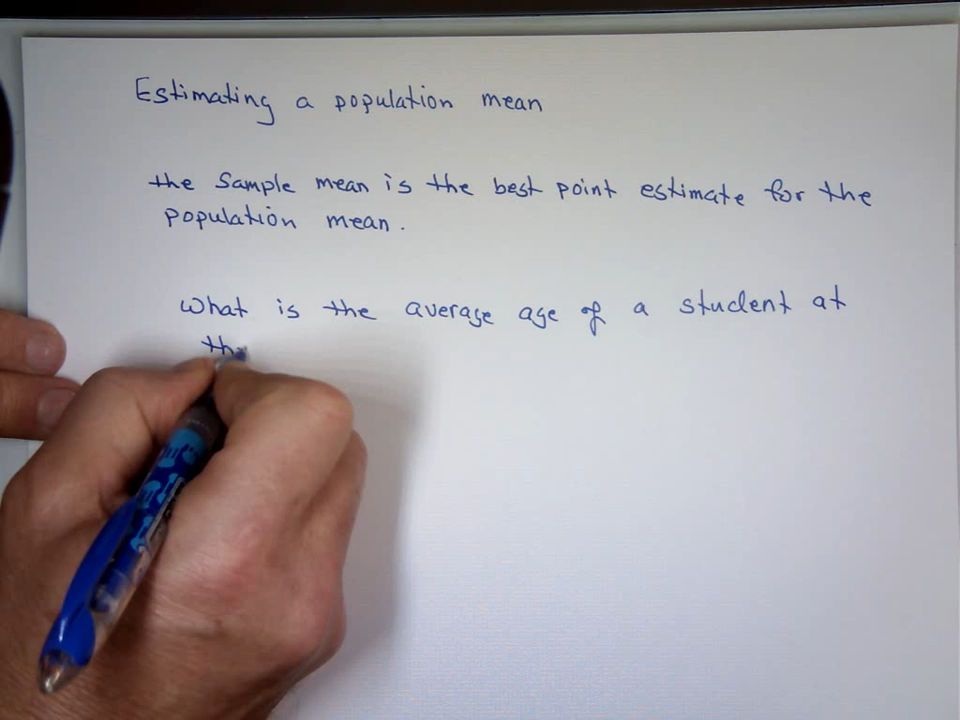 Estimating a population mean
the Sample mean is the best point estimate for the
population mean.
What is the average age of a student at
the